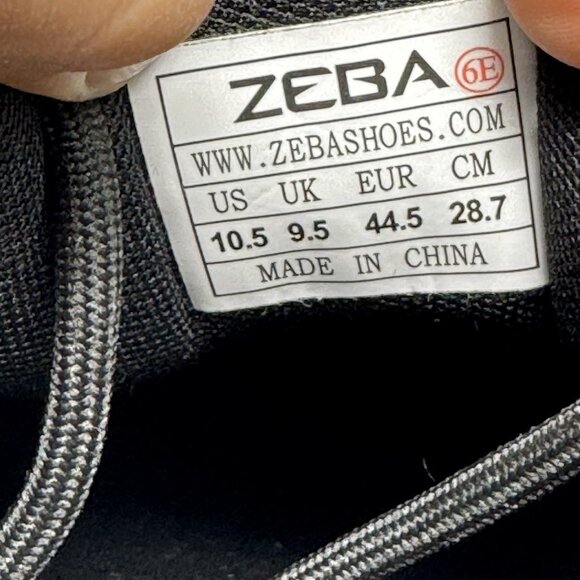 ZEBA 6E
WWW.ZEBASHOES.COM
US UK EUR CM
10.5 9.5 44.5 28.7
MADE IN CHINA